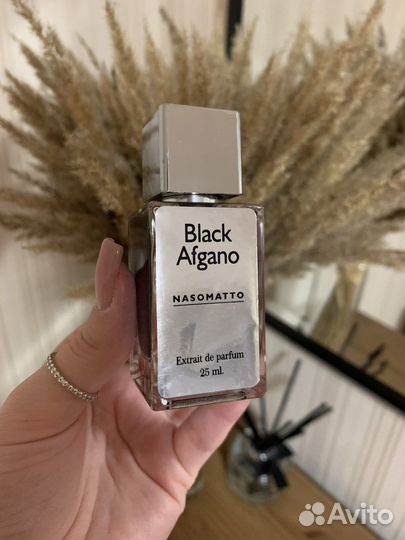 Black
Afgano
NASOMATTO
Extrait de parfum
25 ml.
Avito